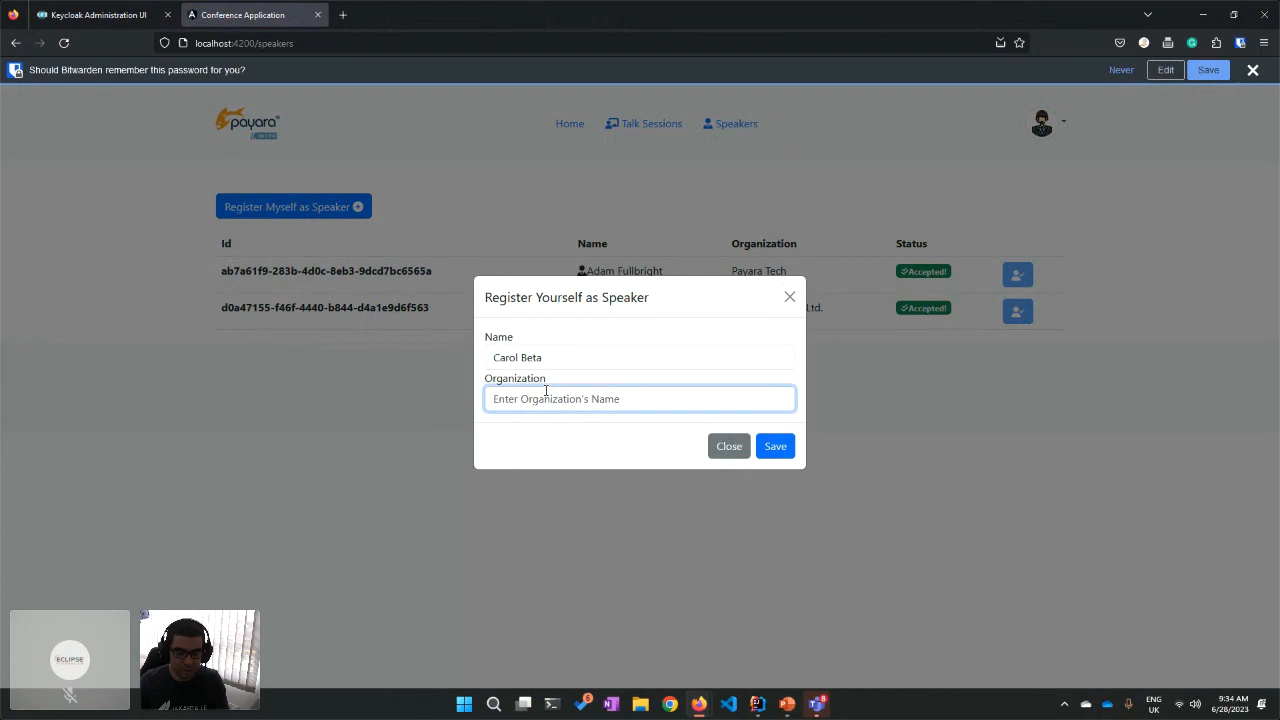 Keycloak Administration UI
Conference Application
localhost:4200/speakers
Should Bitwarden remember this password for you?
Never
Edit
Save
payara®
Home
Talk Sessions
Speakers
Register Myself as Speaker
Id
Name
Organization
Status
ab7a61f9-283b-4d0c-8eb3-9dcd7bc6565a
Adam Fullbright
Payara Tech
Accepted!
d0a47155-f46f-4440-b844-d4a1e9d6f563
Ltd.
Accepted!
Register Yourself as Speaker
Name
Carol Beta
Organization
Enter Organization's Name
Close
Save
ECLIPSE
ENG
UK
9:34 AM
6/28/2023
6
8